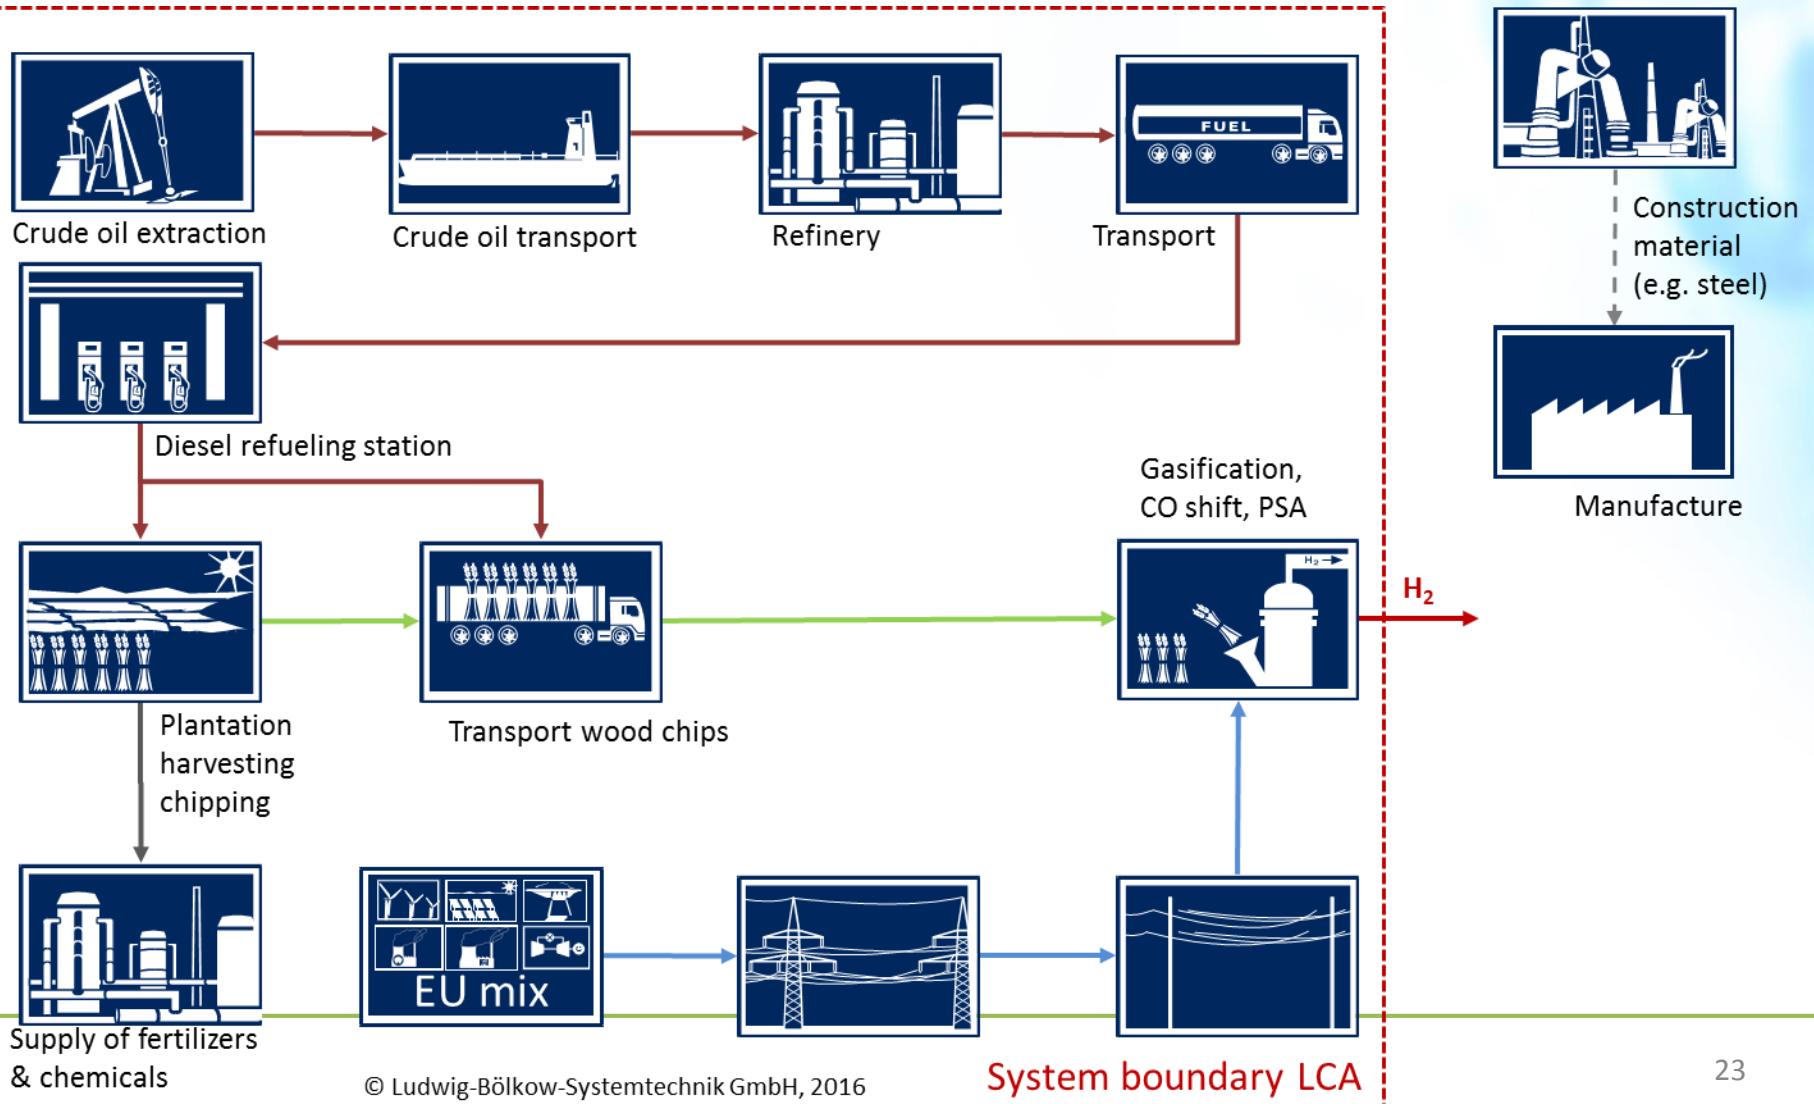 FUEL
Crude oil extraction
Crude oil transport
Refinery
Transport
Construction
material
(e.g. steel)
Diesel refueling station
Gasification,
CO shift, PSA
Manufacture
H₂
H₂
Plantation
harvesting
chipping
Transport wood chips
EU mix
Supply of fertilizers
& chemicals
© Ludwig-Bölkow-Systemtechnik GmbH, 2016
System boundary LCA
23